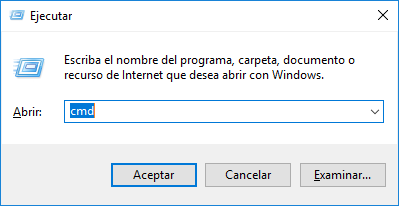 Ejecutar
Escriba el nombre del programa, carpeta, documento o
recurso de Internet que desea abrir con Windows.
Abrir: cmd
Aceptar Cancelar Examinar...